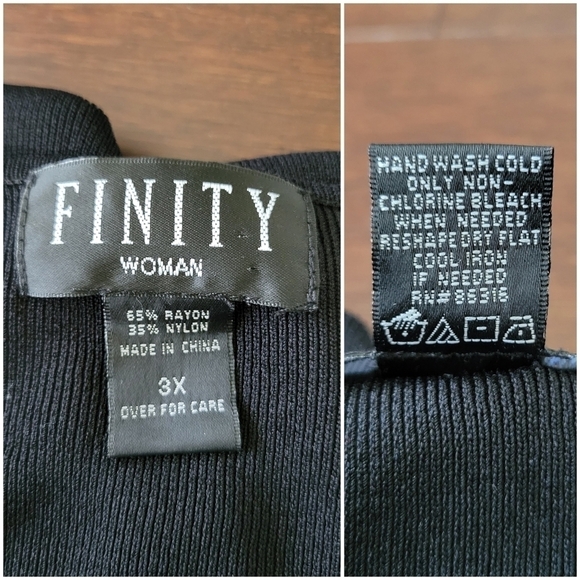 FINITY
WOMAN
65% RAYON
35% NYLON
MADE IN CHINA
3X
OVER FOR CARE
HAND WASH COLD
ONLY NON-
CHLORINE BLEACH
WHEN NEEDED
RESHAPE DRY FLAT
COOL IRON
IF NEEDED
RN#86316